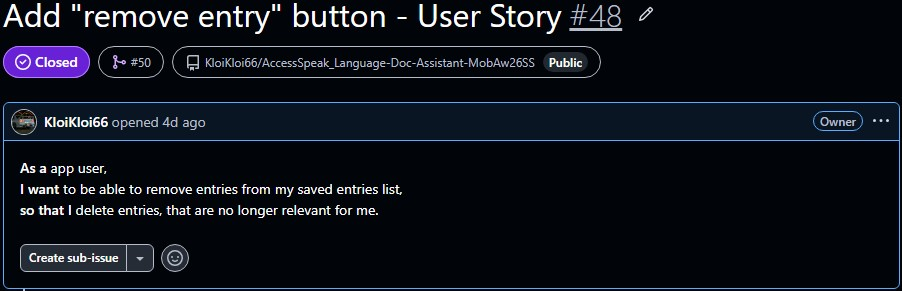 Add "remove entry" button - User Story #48
Closed
#50
KloiKloi66/AccessSpeak_Language-Doc-Assistant-MobAw26SS Public
KloiKloi66 opened 4d ago
Owner
As a app user,
I want to be able to remove entries from my saved entries list,
so that I delete entries, that are no longer relevant for me.
Create sub-issue